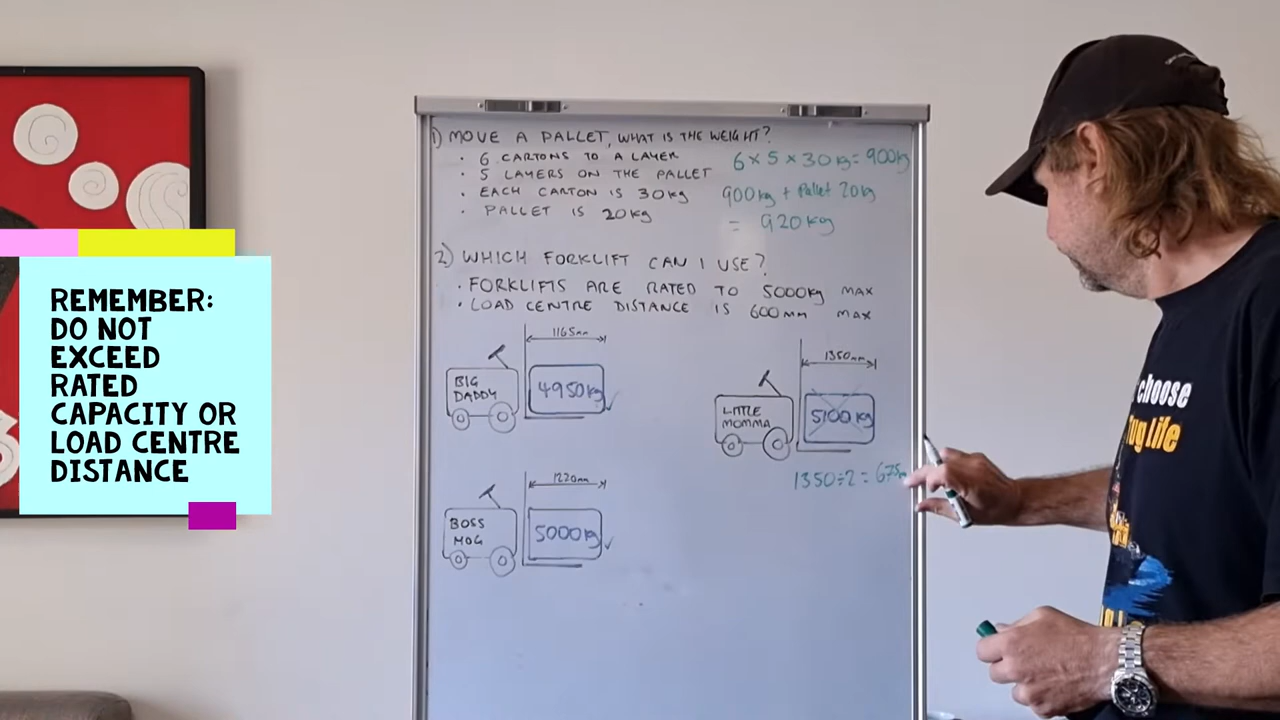 REMEMBER:
DO NOT
EXCEED
RATED
CAPACITY OR
LOAD CENTRE
DISTANCE
1) MOVE A PALLET, WHAT IS THE WEIGHT?
• 6 CARTONS TO A LAYER
• 5 LAYERS ON THE PALLET
• EACH CARTON IS 30kg
• PALLET IS 20kg
6 x 5 x 30kg = 900kg
900kg + Pallet 20kg
= 920kg
2) WHICH FORKLIFT CAN I USE?
• FORKLIFTS ARE RATED TO 5000kg MAX
• LOAD CENTRE DISTANCE IS 600mm MAX
1165mm
BIG
DADDY
4950kg ✓
1350mm
LITTLE
MOMMA
5100kg
1350÷2 = 675m
1220mm
BOSS
HOG
5000kg ✓
choose
Tug Life